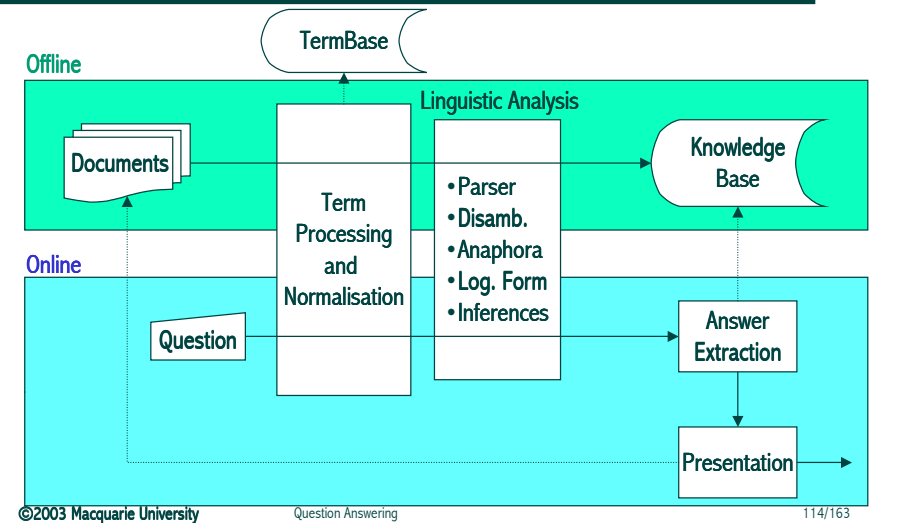 TermBase
Offline
Linguistic Analysis
Documents
Knowledge
Base
Term
Processing
and
Normalisation
•Parser
•Disamb.
•Anaphora
•Log. Form
•Inferences
Online
Question
Answer
Extraction
Presentation
©2003 Macquarie University
Question Answering
114/163